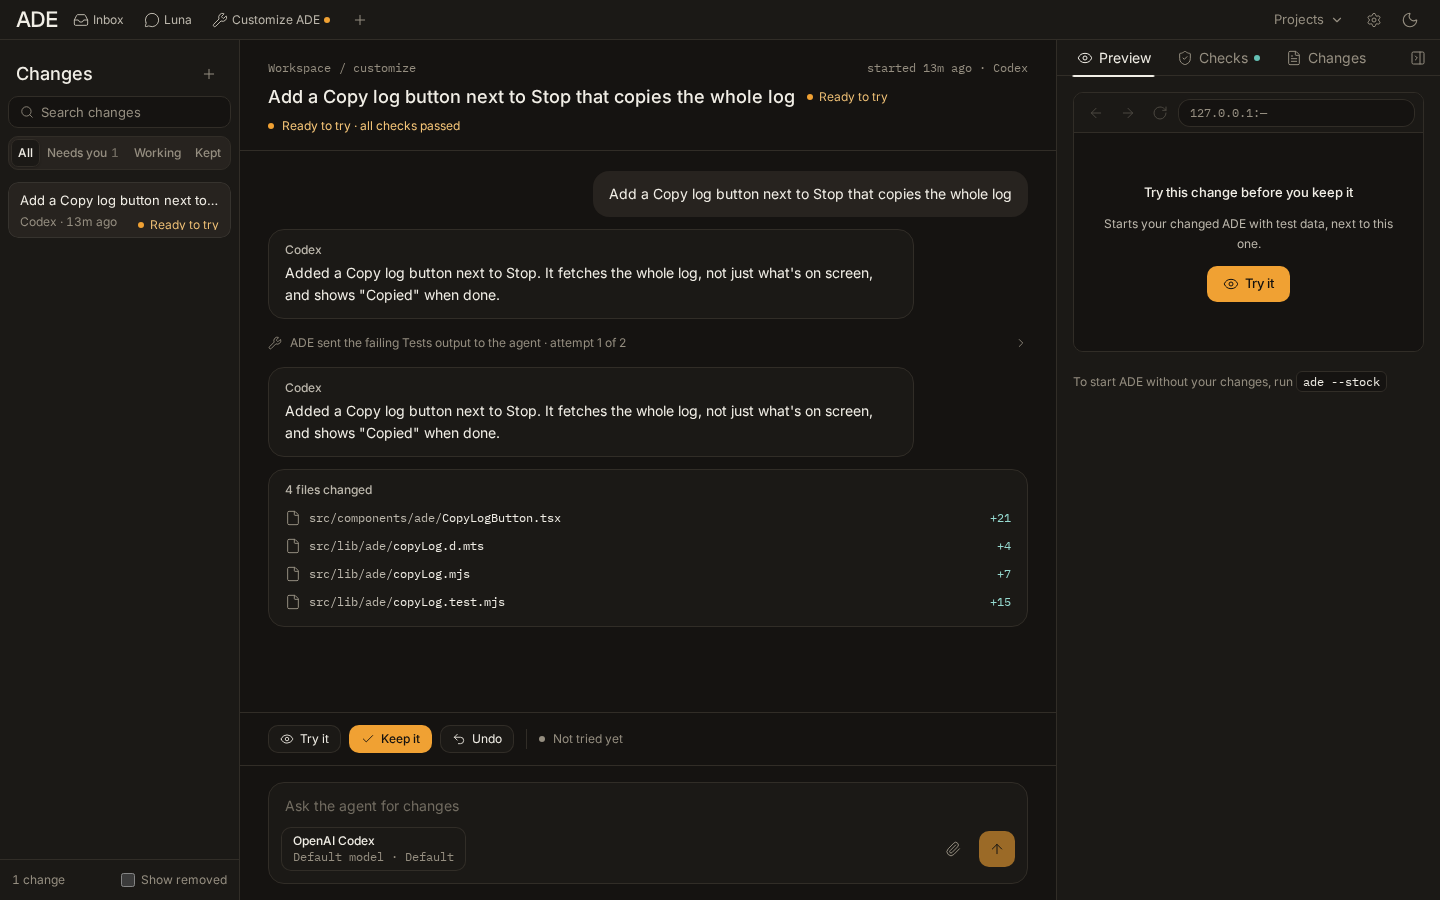 ADE
Inbox
Luna
Customize ADE
Projects
Changes
Search changes
All
Needs you 1
Working
Kept
Add a Copy log button next to...
Codex · 13m ago
Ready to try
1 change
Show removed
Workspace / customize
started 13m ago · Codex
Add a Copy log button next to Stop that copies the whole log
Ready to try
Ready to try · all checks passed
Add a Copy log button next to Stop that copies the whole log
Codex
Added a Copy log button next to Stop. It fetches the whole log, not just what's on screen,
and shows "Copied" when done.
ADE sent the failing Tests output to the agent · attempt 1 of 2
Codex
Added a Copy log button next to Stop. It fetches the whole log, not just what's on screen,
and shows "Copied" when done.
4 files changed
src/components/ade/CopyLogButton.tsx +21
src/lib/ade/copyLog.d.mts +4
src/lib/ade/copyLog.mjs +7
src/lib/ade/copyLog.test.mjs +15
Try it
Keep it
Undo
Not tried yet
Ask the agent for changes
OpenAI Codex
Default model · Default
Preview
Checks
Changes
127.0.0.1:—
Try this change before you keep it
Starts your changed ADE with test data, next to this
one.
Try it
To start ADE without your changes, run ade --stock